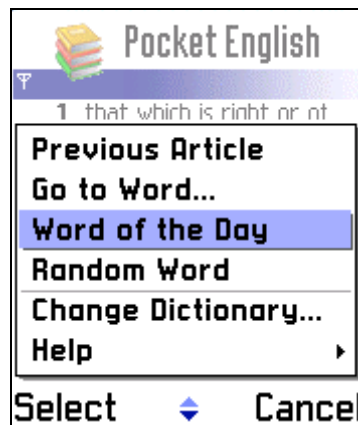 Pocket English
1 that which is right or ot
Previous Article
Go to Word...
Word of the Day
Random Word
Change Dictionary...
Help
Select Cancel